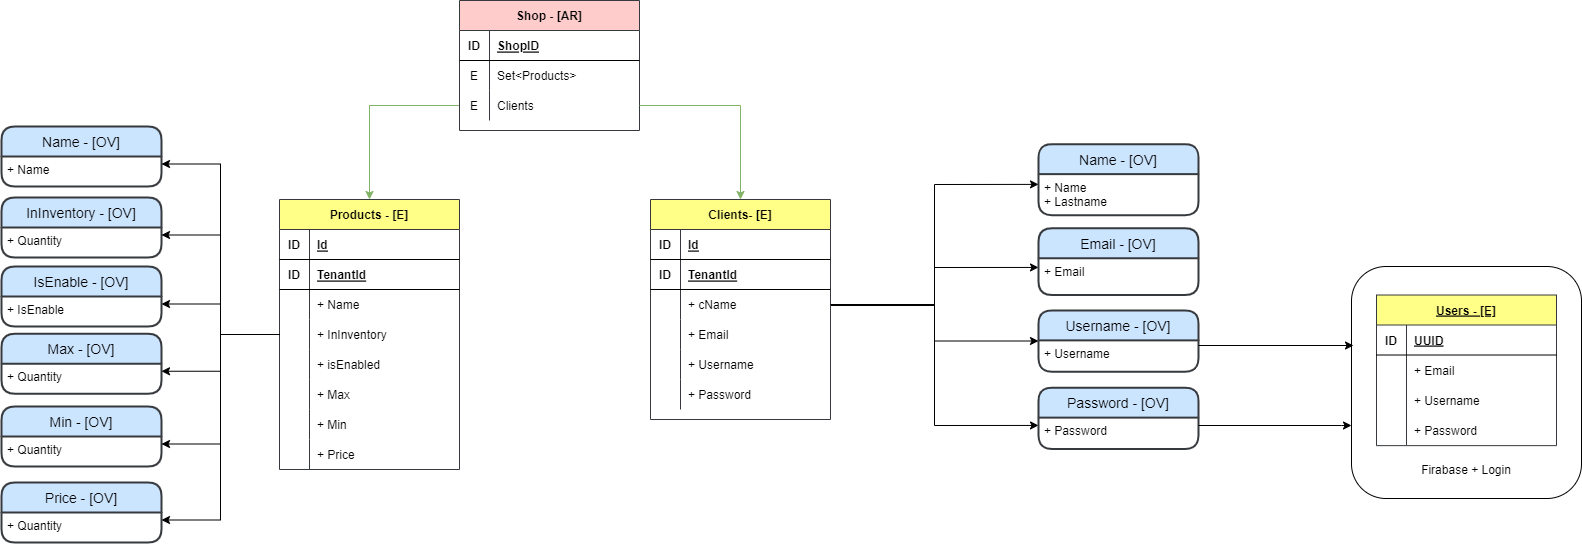 Shop - [AR]
ID ShopID
E Set<Products>
E Clients
Name - [OV]
+ Name
InInventory - [OV]
+ Quantity
IsEnable - [OV]
+ IsEnable
Max - [OV]
+ Quantity
Min - [OV]
+ Quantity
Price - [OV]
+ Quantity
Products - [E]
ID Id
ID TenantId
+ Name
+ InInventory
+ isEnabled
+ Max
+ Min
+ Price
Clients- [E]
ID Id
ID TenantId
+ cName
+ Email
+ Username
+ Password
Name - [OV]
+ Name
+ Lastname
Email - [OV]
+ Email
Username - [OV]
+ Username
Password - [OV]
+ Password
Users - [E]
ID UUID
+ Email
+ Username
+ Password
Firabase + Login